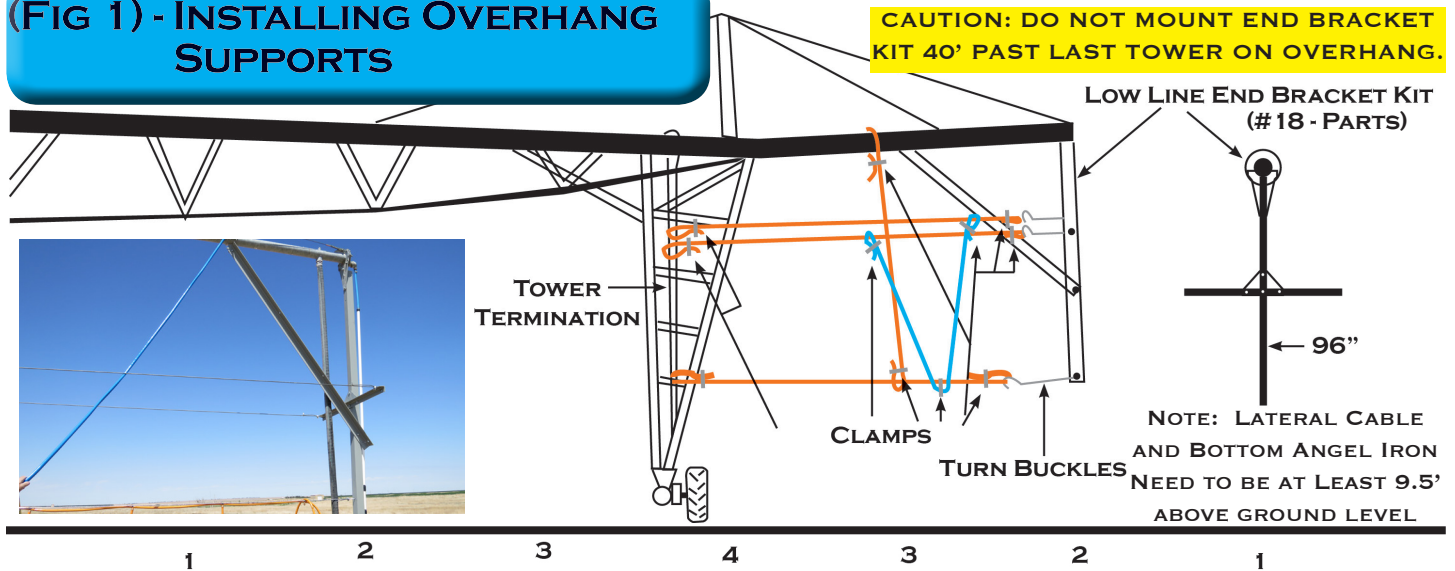 (Fig 1) - Installing Overhang
Supports
Caution: Do not mount end bracket
kit 40' past last tower on overhang.
Low Line End Bracket Kit
(#18 - Parts)
Tower
Termination
96”
Clamps
Turn Buckles
Note: Lateral Cable
and Bottom Angel Iron
Need to be at Least 9.5'
above ground level
1
2
3
4
3
2
1